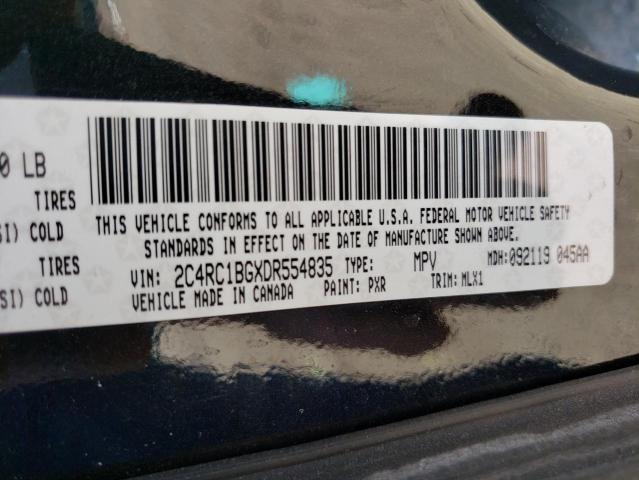 0 LB
TIRES
SI) COLD
TIRES
SI) COLD
THIS VEHICLE CONFORMS TO ALL APPLICABLE U.S.A. FEDERAL MOTOR VEHICLE SAFETY
STANDARDS IN EFFECT ON THE DATE OF MANUFACTURE SHOWN ABOVE.
VIN: 2C4RC1BGXDR554835 TYPE: MPV MDH:092119 045AA
VEHICLE MADE IN CANADA PAINT: PXR TRIM: MLX1